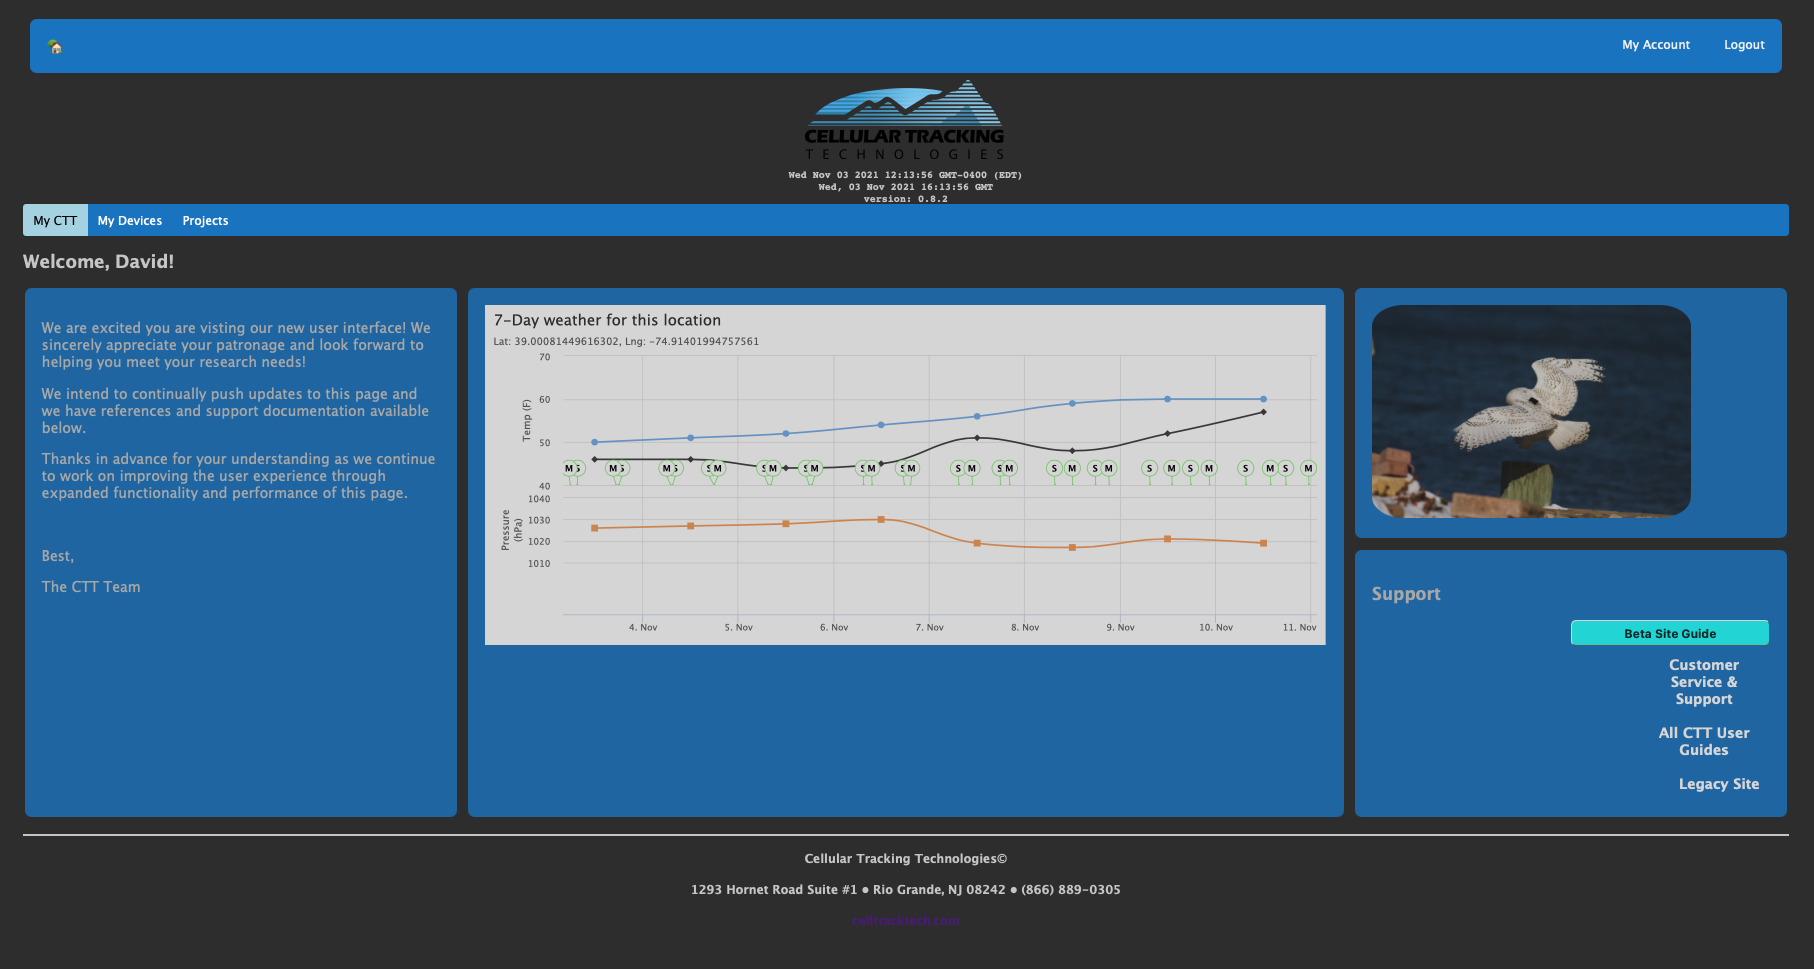 My Account Logout
CELLULAR TRACKING
TECHNOLOGIES
Wed Nov 03 2021 12:13:56 GMT-0400 (EDT)
Wed, 03 Nov 2021 16:13:56 GMT
version: 0.8.2
My CTT My Devices Projects
Welcome, David!
We are excited you are visting our new user interface! We
sincerely appreciate your patronage and look forward to
helping you meet your research needs!
We intend to continually push updates to this page and
we have references and support documentation available
below.
Thanks in advance for your understanding as we continue
to work on improving the user experience through
expanded functionality and performance of this page.
Best,
The CTT Team
7-Day weather for this location
Lat: 39.00081449616302, Lng: -74.91401994757561
Temp (F)
70
60
50
40
M S M S M S S M S M S M S M S M S M S M S M S M S M S M S M S M
Pressure
(hPa)
1040
1030
1020
1010
4. Nov 5. Nov 6. Nov 7. Nov 8. Nov 9. Nov 10. Nov 11. Nov
Support
Beta Site Guide
Customer
Service &
Support
All CTT User
Guides
Legacy Site
Cellular Tracking Technologies©
1293 Hornet Road Suite #1 ● Rio Grande, NJ 08242 ● (866) 889-0305
celltracktech.com